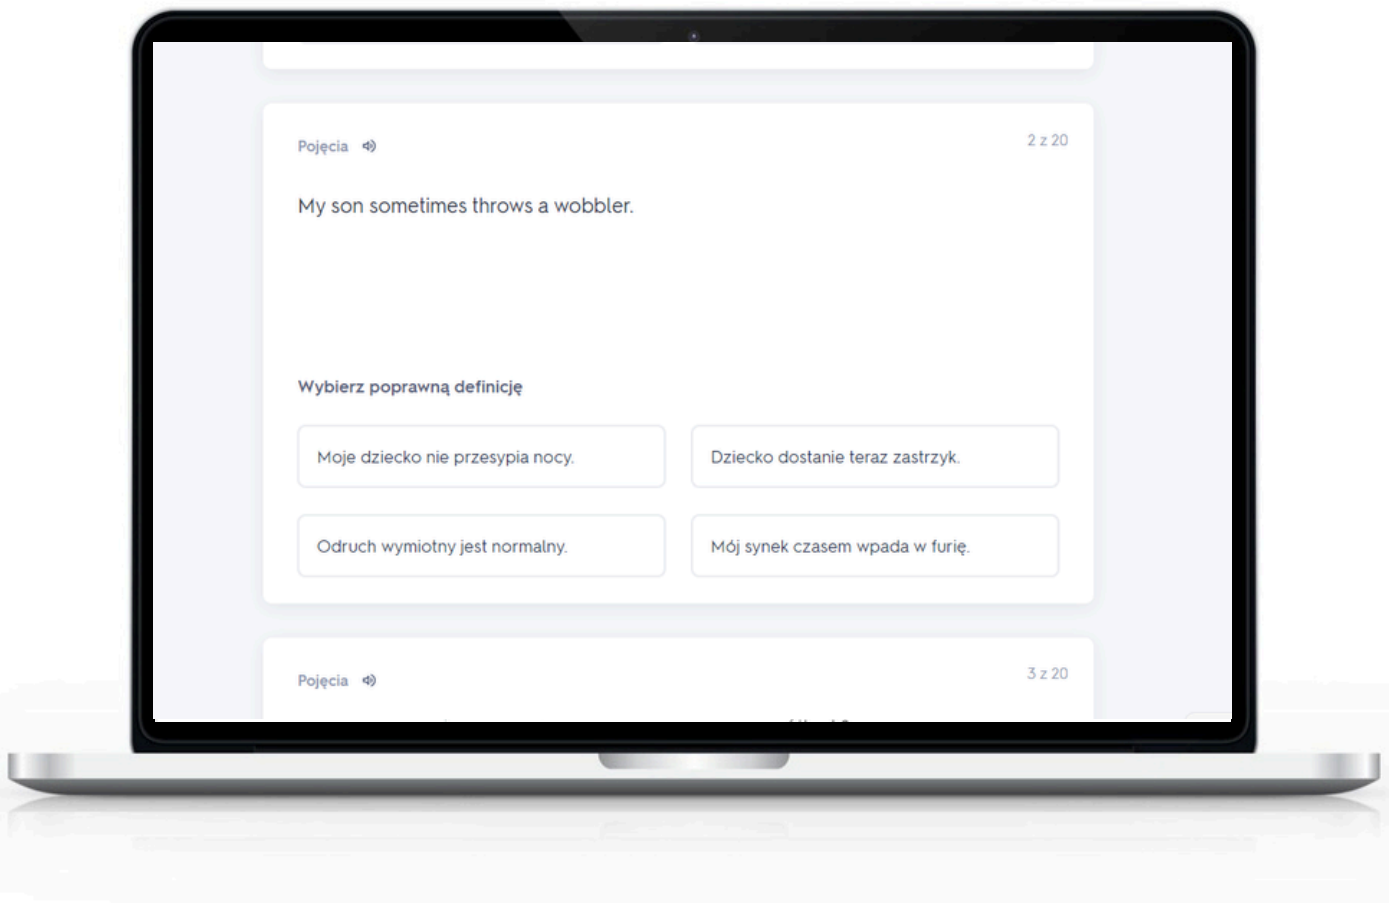 Pojęcia
2 z 20
My son sometimes throws a wobbler.
Wybierz poprawną definicję
Moje dziecko nie przesypia nocy.
Dziecko dostanie teraz zastrzyk.
Odruch wymiotny jest normalny.
Mój synek czasem wpada w furię.
Pojęcia
3 z 20